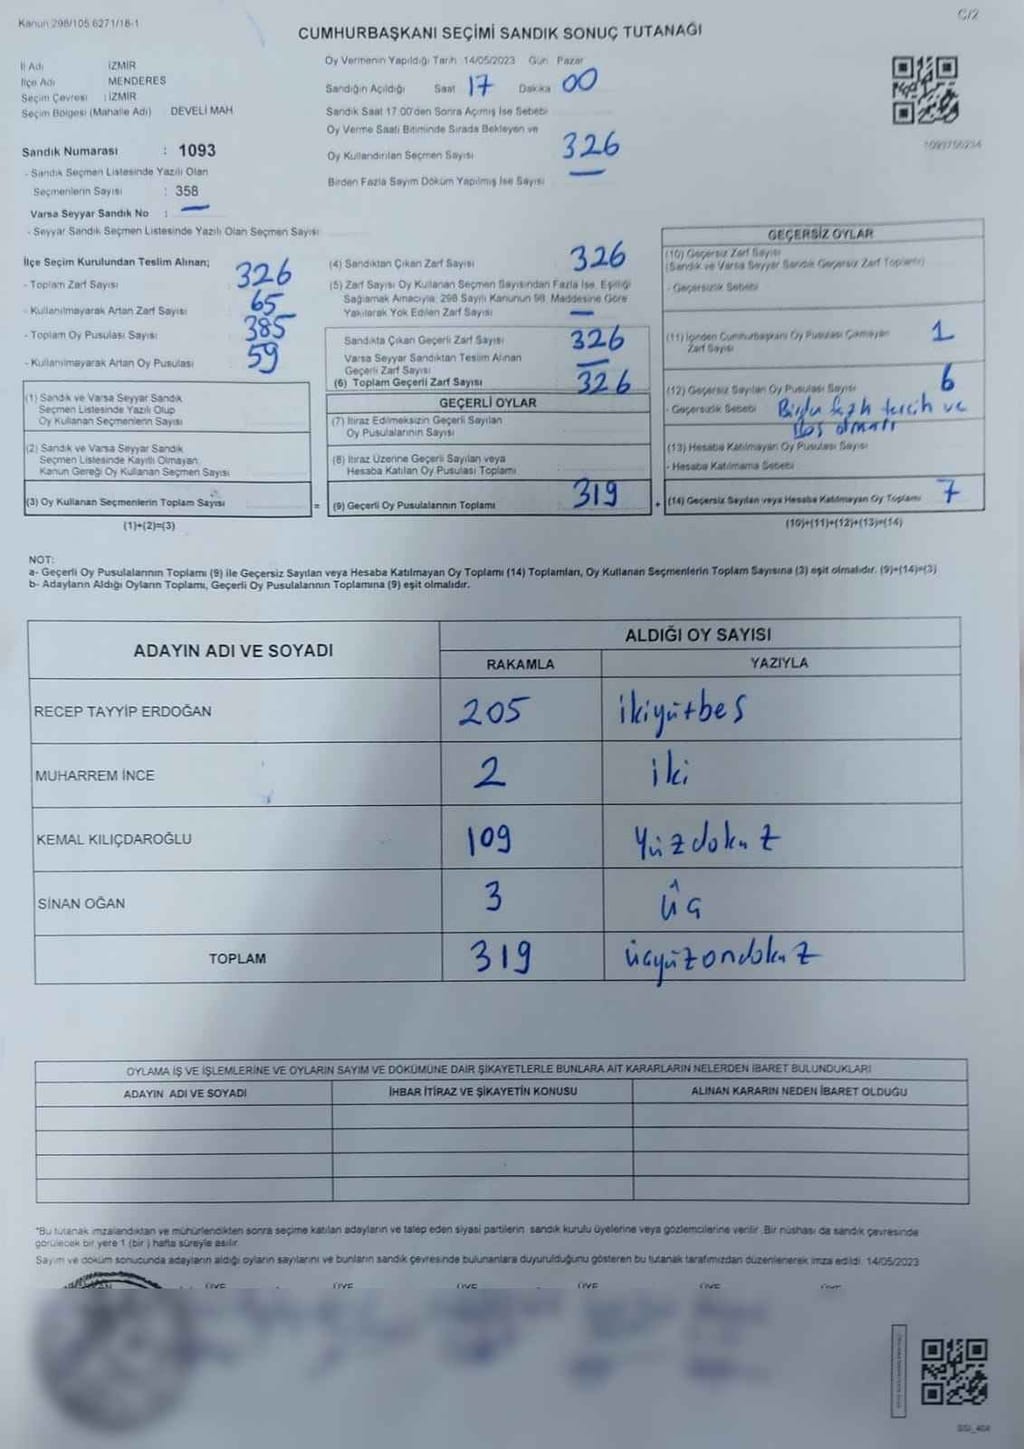 Kanun 298/105 6271/18-1
C/2
CUMHURBAŞKANI SEÇİMİ SANDIK SONUÇ TUTANAĞI
İl Adı İZMİR
İlçe Adı MENDERES
Seçim Çevresi : İZMİR
Seçim Bölgesi (Mahalle Adı) DEVELİ MAH
Sandık Numarası : 1093
- Sandık Seçmen Listesinde Yazılı Olan
Seçmenlerin Sayısı : 358
Varsa Seyyar Sandık No : —
- Seyyar Sandık Seçmen Listesinde Yazılı Olan Seçmen Sayısı
Oy Vermenin Yapıldığı Tarih 14/05/2023 Gün Pazar
Sandığın Açıldığı Saat 17 Dakika 00
Sandık Saat 17.00'den Sonra Açımış İse Sebebi
Oy Verme Saati Bitiminde Sırada Bekleyen ve
Oy Kullandırılan Seçmen Sayısı 326
Birden Fazla Sayım Döküm Yapılmış İse Sayısı —
İlçe Seçim Kurulundan Teslim Alınan;
- Toplam Zarf Sayısı 326
- Kullanılmayarak Artan Zarf Sayısı 65
- Toplam Oy Pusulası Sayısı 385
- Kullanılmayarak Artan Oy Pusulası 59
(1) Sandık ve Varsa Seyyar Sandık
Seçmen Listesinde Yazılı Olup
Oy Kullanan Seçmenlerin Sayısı
(2) Sandık ve Varsa Seyyar Sandık
Seçmen Listesinde Kayıtlı Olmayan,
Kanun Gereği Oy Kullanan Seçmen Sayısı
(3) Oy Kullanan Seçmenlerin Toplam Sayısı =
(1)+(2)=(3)
(4) Sandıktan Çıkan Zarf Sayısı 326
(5) Zarf Sayısı Oy Kullanan Seçmen Sayısından Fazla İse, Eşitliği
Sağlamak Amacıyla, 298 Sayılı Kanunun 98. Maddesine Göre
Yakılarak Yok Edilen Zarf Sayısı —
Sandıkta Çıkan Geçerli Zarf Sayısı 326
Varsa Seyyar Sandıktan Teslim Alınan
Geçerli Zarf Sayısı —
(6) Toplam Geçerli Zarf Sayısı 326
GEÇERLİ OYLAR
(7) İtiraz Edilmeksizin Geçerli Sayılan
Oy Pusulalarının Sayısı
(8) İtiraz Üzerine Geçerli Sayılan veya
Hesaba Katılan Oy Pusulası Toplamı
(9) Geçerli Oy Pusulalarının Toplamı 319 +
GEÇERSİZ OYLAR
(10) Geçersiz Zarf Sayısı
(Sandık ve Varsa Seyyar Sandık Geçersiz Zarf Toplamı)
- Geçersizlik Sebebi
(11) İçinden Cumhurbaşkanı Oy Pusulası Çıkmayan
Zarf Sayısı 1
(12) Geçersiz Sayılan Oy Pusulası Sayısı 6
- Geçersizlik Sebebi Birden fazla tercih ve
Boş olması
(13) Hesaba Katılmayan Oy Pusulası Sayısı
- Hesaba Katılmama Sebebi
(14) Geçersiz Sayılan veya Hesaba Katılmayan Oy Toplamı 7
(10)+(11)+(12)+(13)=(14)
NOT:
a- Geçerli Oy Pusulalarının Toplamı (9) ile Geçersiz Sayılan veya Hesaba Katılmayan Oy Toplamı (14) Toplamları, Oy Kullanan Seçmenlerin Toplam Sayısına (3) eşit olmalıdır. (9)+(14)=(3)
b- Adayların Aldığı Oyların Toplamı, Geçerli Oy Pusulalarının Toplamına (9) eşit olmalıdır.
ADAYIN ADI VE SOYADI ALDIĞI OY SAYISI
RAKAMLA YAZIYLA
RECEP TAYYİP ERDOĞAN 205 ikiyüzbeş
MUHARREM İNCE 2 iki
KEMAL KILIÇDAROĞLU 109 Yüzdokuz
SİNAN OĞAN 3 üç
TOPLAM 319 üçyüzondokuz
OYLAMA İŞ VE İŞLEMLERİNE VE OYLARIN SAYIM VE DÖKÜMÜNE DAİR ŞİKAYETLERLE BUNLARA AİT KARARLARIN NELERDEN İBARET BULUNDUKLARI
ADAYIN ADI VE SOYADI İHBAR İTİRAZ VE ŞİKAYETİN KONUSU ALINAN KARARIN NEDEN İBARET OLDUĞU
*Bu tutanak imzalandıktan ve mühürlendikten sonra seçime katılan adayların ve talep eden siyasi partilerin, sandık kurulu üyelerine veya gözlemcilerine verilir. Bir nüshası da sandık çevresinde
görülecek bir yere 1 (bir) hafta süreyle asılır.
Sayım ve döküm sonucunda adayların aldığı oyların sayılarını ve bunların sandık çevresinde bulunanlara duyurulduğunu gösteren bu tutanak tarafımızdan düzenlenerek imza edildi. 14/05/2023